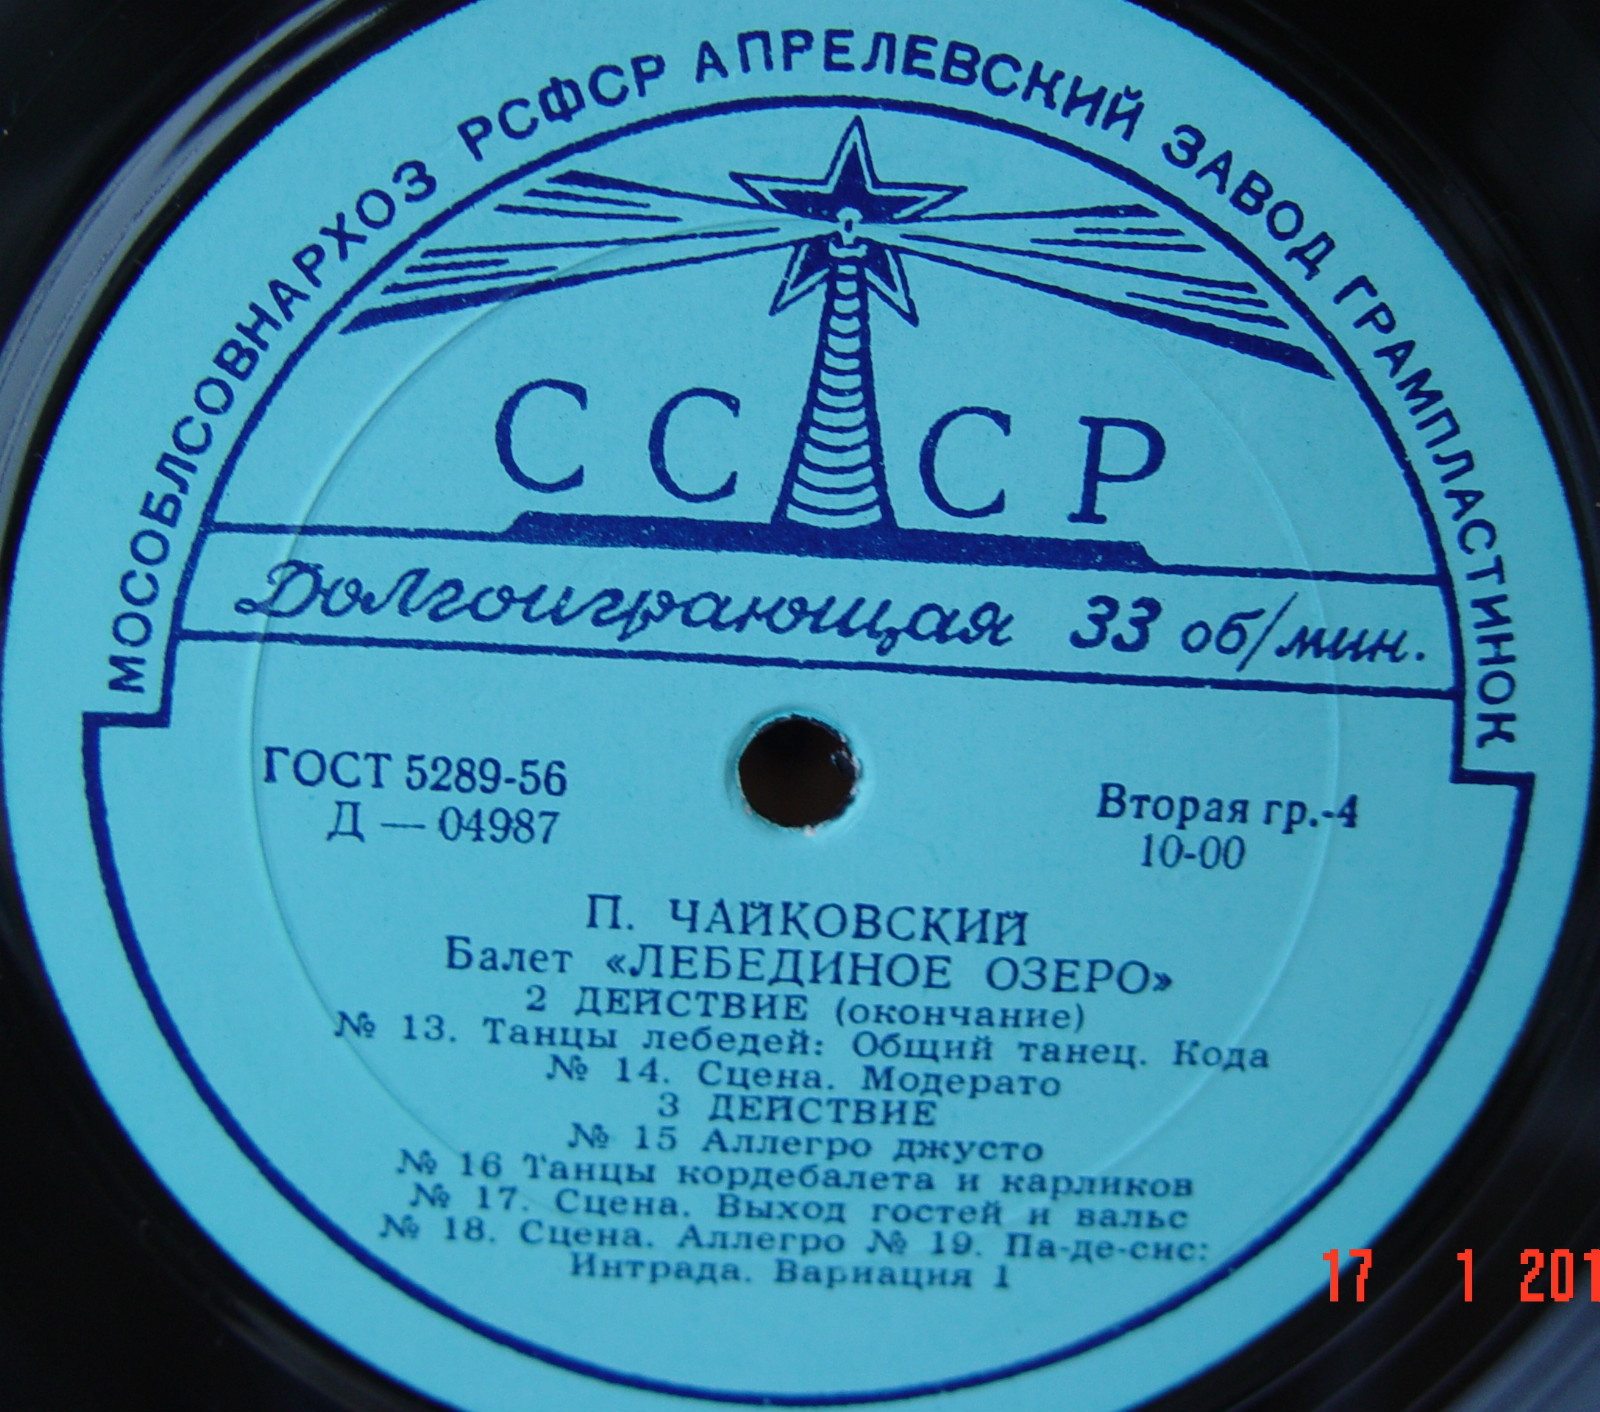 МОСОБЛСОВНАРХОЗ РСФСР АПРЕЛЕВСКИЙ ЗАВОД ГРАМПЛАСТИНОК
СССР
Долгоиграющая 33 об/мин.
ГОСТ 5289-56
Д — 04987
Вторая гр.-4
10-00
П. ЧАЙКОВСКИЙ
Балет «ЛЕБЕДИНОЕ ОЗЕРО»
2 ДЕЙСТВИЕ (окончание)
№ 13. Танцы лебедей: Общий танец. Кода
№ 14. Сцена. Модерато
3 ДЕЙСТВИЕ
№ 15 Аллегро джусто
№ 16 Танцы кордебалета и карликов
№ 17. Сцена. Выход гостей и вальс
№ 18. Сцена. Аллегро № 19. Па-де-сис:
Интрада. Вариация 1
17 1 201